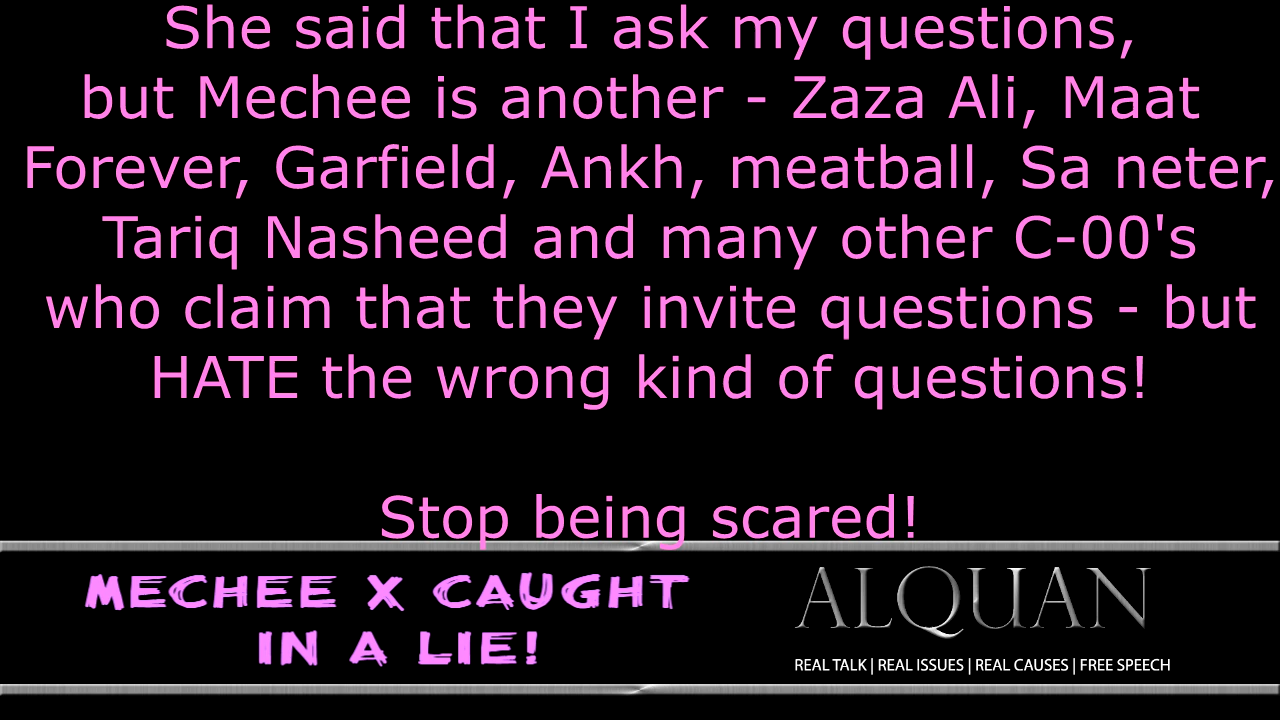 She said that I ask my questions,
but Mechee is another - Zaza Ali, Maat
Forever, Garfield, Ankh, meatball, Sa neter,
Tariq Nasheed and many other C-00's
who claim that they invite questions - but
HATE the wrong kind of questions!
Stop being scared!
MECHEE X CAUGHT
IN A LIE!
ALQUAN
REAL TALK | REAL ISSUES | REAL CAUSES | FREE SPEECH